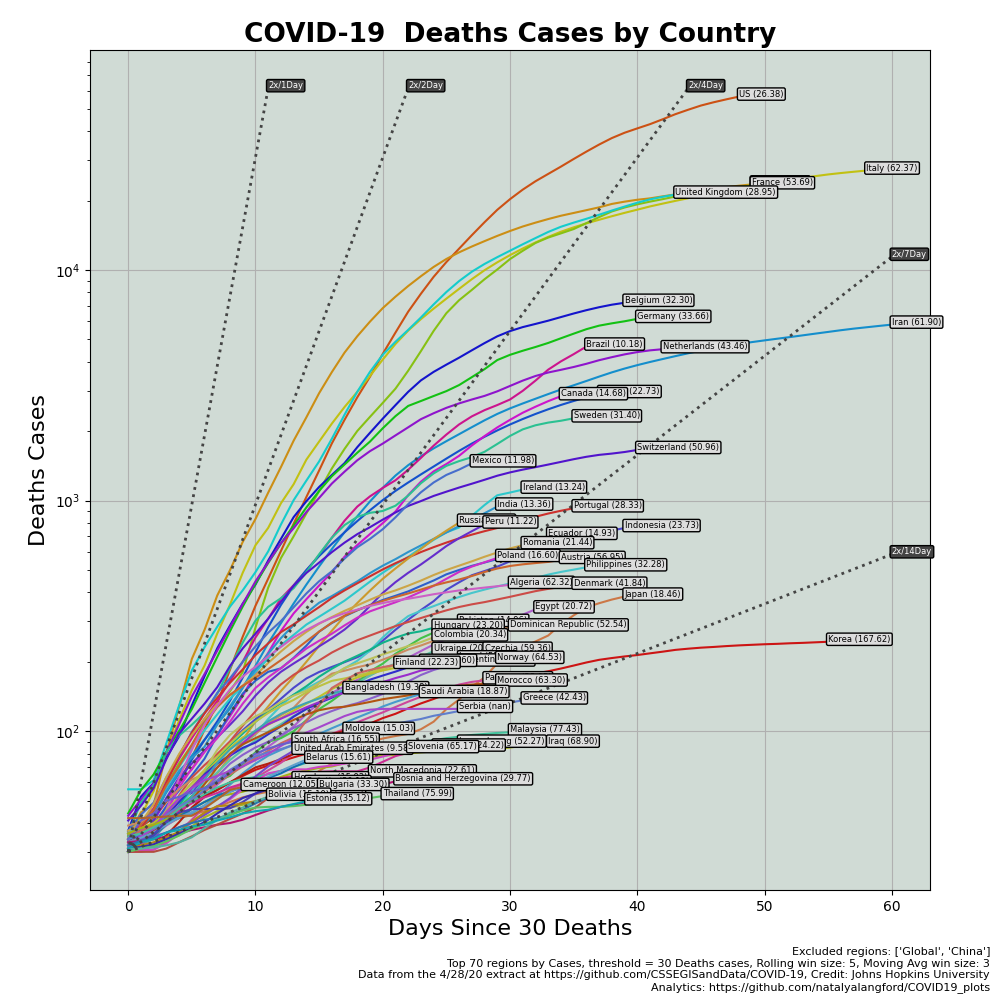 COVID-19 Deaths Cases by Country
2x/1Day
2x/2Day
2x/4Day
US (26.38)
Italy (62.37)
France (53.69)
United Kingdom (28.95)
2x/7Day
Belgium (32.30)
Germany (33.66)
Iran (61.90)
Brazil (10.18)
Netherlands (43.46)
Canada (14.68)
(22.73)
Sweden (31.40)
Switzerland (50.96)
Mexico (11.98)
Ireland (13.24)
India (13.36)
Portugal (28.33)
Peru (11.22)
Indonesia (23.73)
Ecuador (14.93)
Romania (21.44)
2x/14Day
Poland (16.60)
Austria (56.95)
Philippines (32.28)
Algeria (62.32)
Denmark (41.84)
Japan (18.46)
Egypt (20.72)
Hungary (23.20)
Dominican Republic (52.54)
Colombia (20.34)
Korea (167.62)
Ukraine (20
Czechia (59.36)
Finland (22.23)
Norway (64.53)
Morocco (63.30)
Bangladesh (19.3
Saudi Arabia (18.87)
Greece (42.43)
Serbia (nan)
Moldova (15.03)
Malaysia (77.43)
South Africa (16.55)
(52.27)
Iraq (68.90)
United Arab Emirates (9.58
Slovenia (65.17)
24.22)
Belarus (15.61)
North Macedonia (22.61)
Bosnia and Herzegovina (29.77)
Cameroon (12.05
Bulgaria (33.30)
Bolivia
Estonia (35.12)
Thailand (75.99)
Deaths Cases
10⁴
10³
10²
0 10 20 30 40 50 60
Days Since 30 Deaths
Excluded regions: ['Global', 'China']
Top 70 regions by Cases, threshold = 30 Deaths cases, Rolling win size: 5, Moving Avg win size: 3
Data from the 4/28/20 extract at https://github.com/CSSEGISandData/COVID-19, Credit: Johns Hopkins University
Analytics: https://github.com/natalyalangford/COVID19_plots